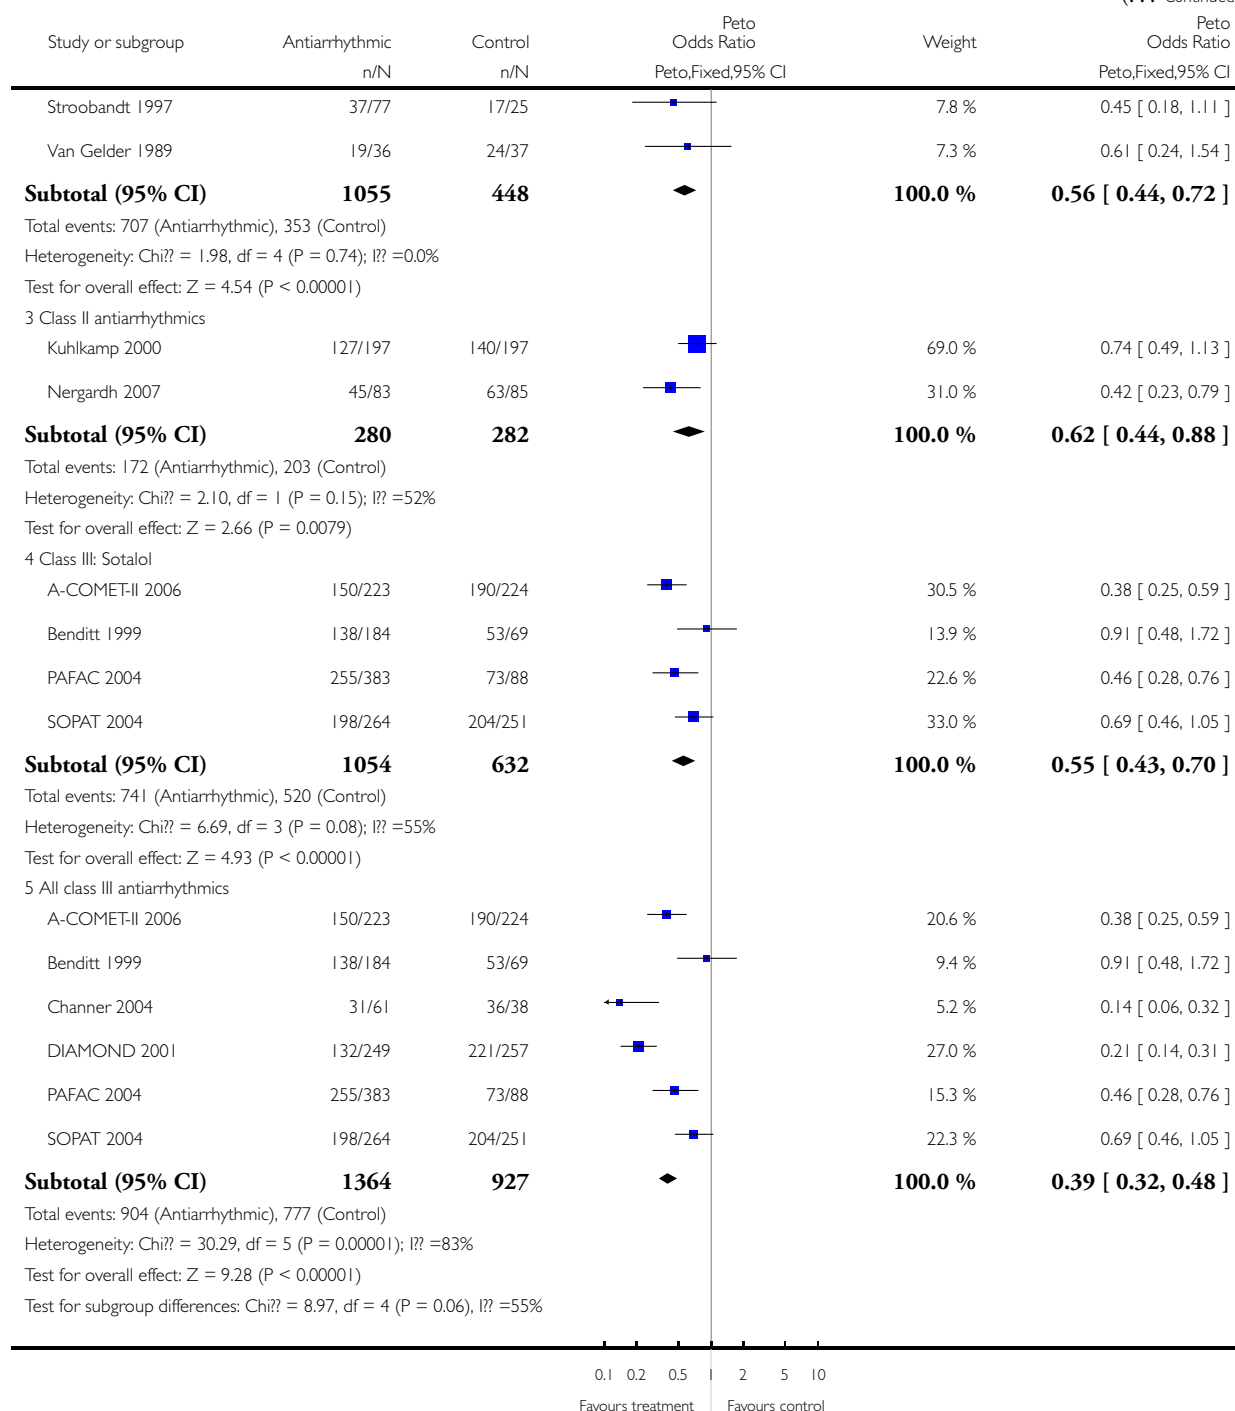 Continued
Study or subgroup Antiarrhythmic Control Peto Odds Ratio Weight Peto Odds Ratio
n/N n/N Peto,Fixed,95% CI Peto,Fixed,95% CI
Stroobandt 1997 37/77 17/25 7.8 % 0.45 [ 0.18, 1.11 ]
Van Gelder 1989 19/36 24/37 7.3 % 0.61 [ 0.24, 1.54 ]
Subtotal (95% CI) 1055 448 100.0 % 0.56 [ 0.44, 0.72 ]
Total events: 707 (Antiarrhythmic), 353 (Control)
Heterogeneity: Chi?? = 1.98, df = 4 (P = 0.74); I?? =0.0%
Test for overall effect: Z = 4.54 (P < 0.00001)
3 Class II antiarrhythmics
Kuhlkamp 2000 127/197 140/197 69.0 % 0.74 [ 0.49, 1.13 ]
Nergardh 2007 45/83 63/85 31.0 % 0.42 [ 0.23, 0.79 ]
Subtotal (95% CI) 280 282 100.0 % 0.62 [ 0.44, 0.88 ]
Total events: 172 (Antiarrhythmic), 203 (Control)
Heterogeneity: Chi?? = 2.10, df = 1 (P = 0.15); I?? =52%
Test for overall effect: Z = 2.66 (P = 0.0079)
4 Class III: Sotalol
A-COMET-II 2006 150/223 190/224 30.5 % 0.38 [ 0.25, 0.59 ]
Benditt 1999 138/184 53/69 13.9 % 0.91 [ 0.48, 1.72 ]
PAFAC 2004 255/383 73/88 22.6 % 0.46 [ 0.28, 0.76 ]
SOPAT 2004 198/264 204/251 33.0 % 0.69 [ 0.46, 1.05 ]
Subtotal (95% CI) 1054 632 100.0 % 0.55 [ 0.43, 0.70 ]
Total events: 741 (Antiarrhythmic), 520 (Control)
Heterogeneity: Chi?? = 6.69, df = 3 (P = 0.08); I?? =55%
Test for overall effect: Z = 4.93 (P < 0.00001)
5 All class III antiarrhythmics
A-COMET-II 2006 150/223 190/224 20.6 % 0.38 [ 0.25, 0.59 ]
Benditt 1999 138/184 53/69 9.4 % 0.91 [ 0.48, 1.72 ]
Channer 2004 31/61 36/38 5.2 % 0.14 [ 0.06, 0.32 ]
DIAMOND 2001 132/249 221/257 27.0 % 0.21 [ 0.14, 0.31 ]
PAFAC 2004 255/383 73/88 15.3 % 0.46 [ 0.28, 0.76 ]
SOPAT 2004 198/264 204/251 22.3 % 0.69 [ 0.46, 1.05 ]
Subtotal (95% CI) 1364 927 100.0 % 0.39 [ 0.32, 0.48 ]
Total events: 904 (Antiarrhythmic), 777 (Control)
Heterogeneity: Chi?? = 30.29, df = 5 (P = 0.00001); I?? =83%
Test for overall effect: Z = 9.28 (P < 0.00001)
Test for subgroup differences: Chi?? = 8.97, df = 4 (P = 0.06), I?? =55%
0.1 0.2 0.5 1 2 5 10
Favours treatment Favours control